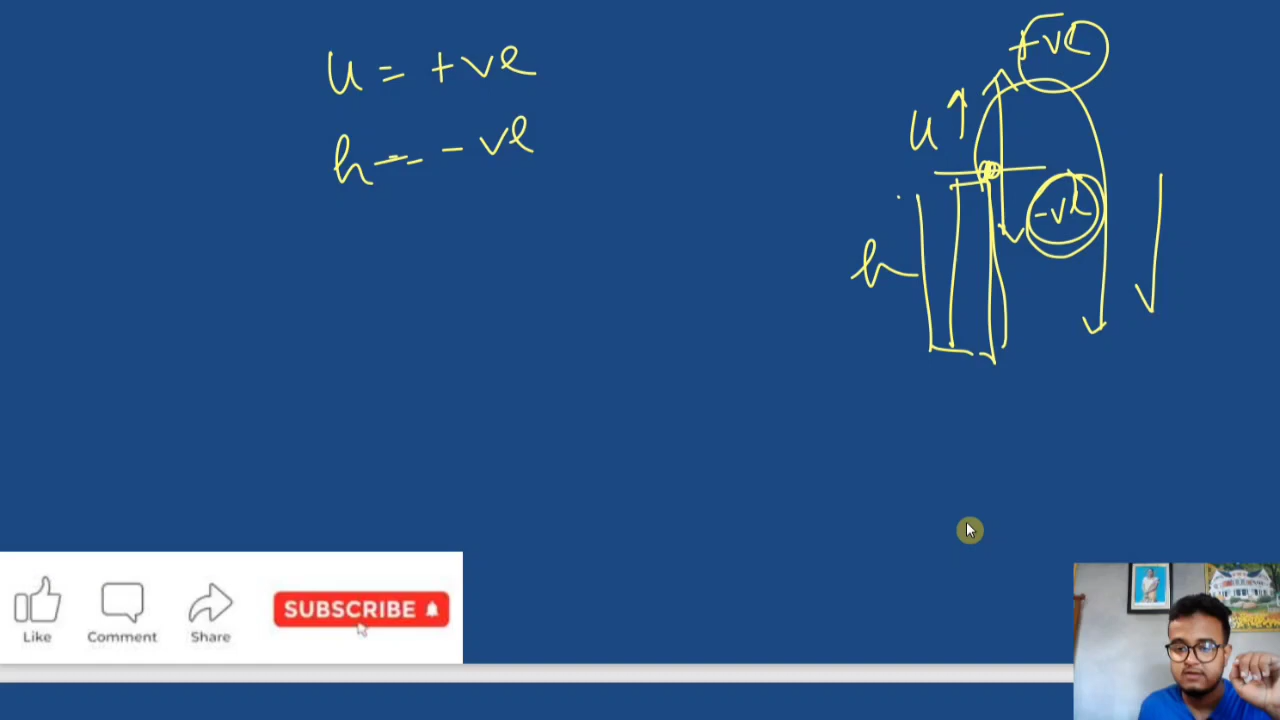 u = +ve
h = -ve
+ve
u
-ve
h
Like
Comment
Share
SUBSCRIBE